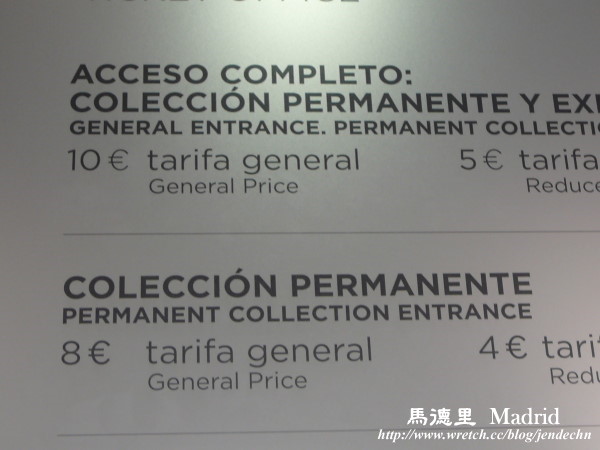 ACCESO COMPLETO:
COLECCIÓN PERMANENTE Y
GENERAL ENTRANCE. PERMANENT
10 € tarifa general 5 € tarifa
General Price
COLECCIÓN PERMANENTE
PERMANENT COLLECTION ENTRANCE
8 € tarifa general 4 €
General Price
馬德里 Madrid
http://www.wretch.cc/blog/jendechn